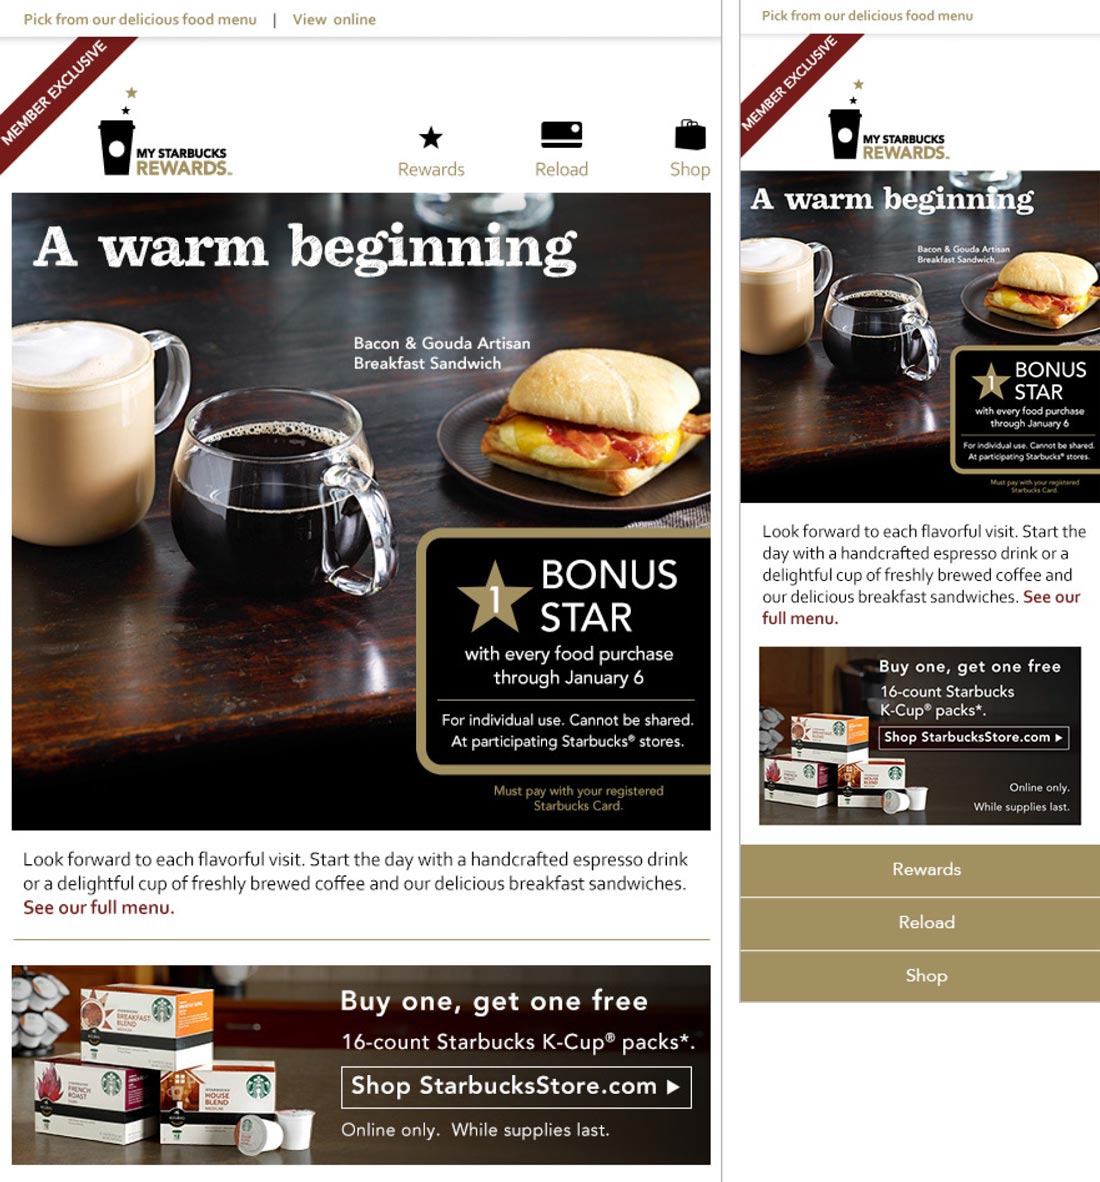 Pick from our delicious food menu | View online
MEMBER EXCLUSIVE
MY STARBUCKS
REWARDS™
Rewards
Reload
Shop
A warm beginning
Bacon & Gouda Artisan
Breakfast Sandwich
1
BONUS
STAR
with every food purchase
through January 6
For individual use. Cannot be shared.
At participating Starbucks® stores.
Must pay with your registered
Starbucks Card.
Look forward to each flavorful visit. Start the day with a handcrafted espresso drink
or a delightful cup of freshly brewed coffee and our delicious breakfast sandwiches.
See our full menu.
BREAKFAST
BLEND
MEDIUM
FRENCH
ROAST
HOUSE
BLEND
MEDIUM
Buy one, get one free
16-count Starbucks K-Cup® packs*.
Shop StarbucksStore.com
Online only. While supplies last.
Pick from our delicious food menu
MEMBER EXCLUSIVE
MY STARBUCKS
REWARDS™
A warm beginning
Bacon & Gouda Artisan
Breakfast Sandwich
1
BONUS
STAR
with every food purchase
through January 6
For individual use. Cannot be shared.
At participating Starbucks® stores.
Must pay with your registered
Starbucks Card.
Look forward to each flavorful visit. Start the
day with a handcrafted espresso drink or a
delightful cup of freshly brewed coffee and
our delicious breakfast sandwiches. See our
full menu.
Buy one, get one free
16-count Starbucks
K-Cup® packs*.
Shop StarbucksStore.com
Online only.
While supplies last.
Rewards
Reload
Shop